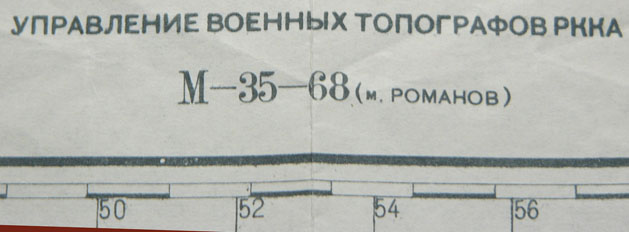 УПРАВЛЕНИЕ ВОЕННЫХ ТОПОГРАФОВ РККА
М—35—68 (м. РОМАНОВ)
50 52 54 56